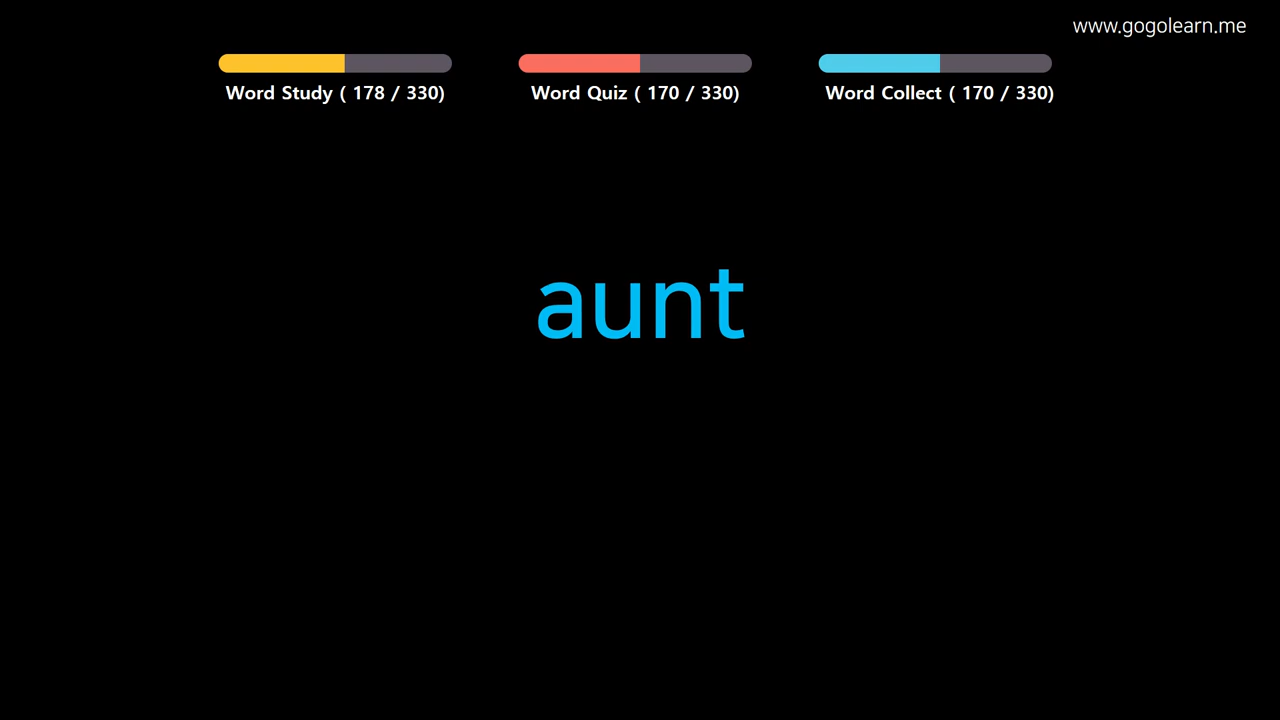 www.gogolearn.me
Word Study ( 178 / 330)
Word Quiz ( 170 / 330)
Word Collect ( 170 / 330)
aunt